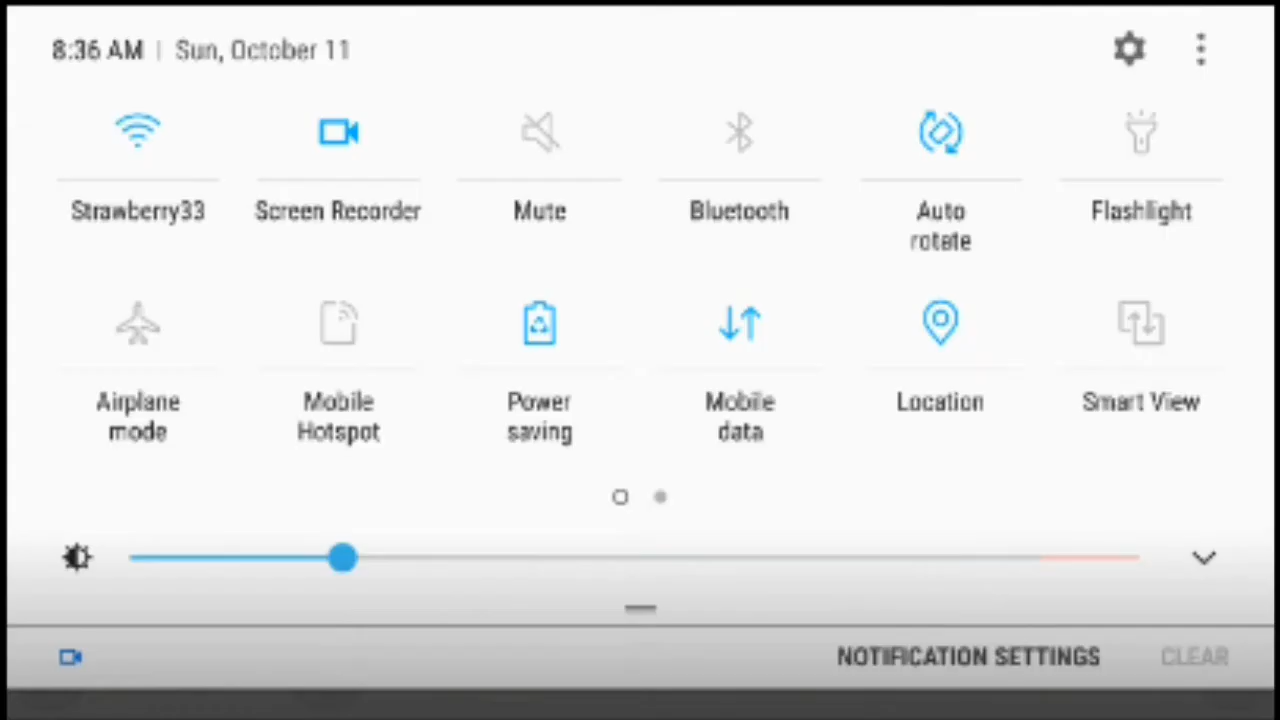 8:36 AM | Sun, October 11
Strawberry33 Screen Recorder Mute Bluetooth Auto rotate Flashlight
Airplane mode Mobile Hotspot Power saving Mobile data Location Smart View
NOTIFICATION SETTINGS CLEAR